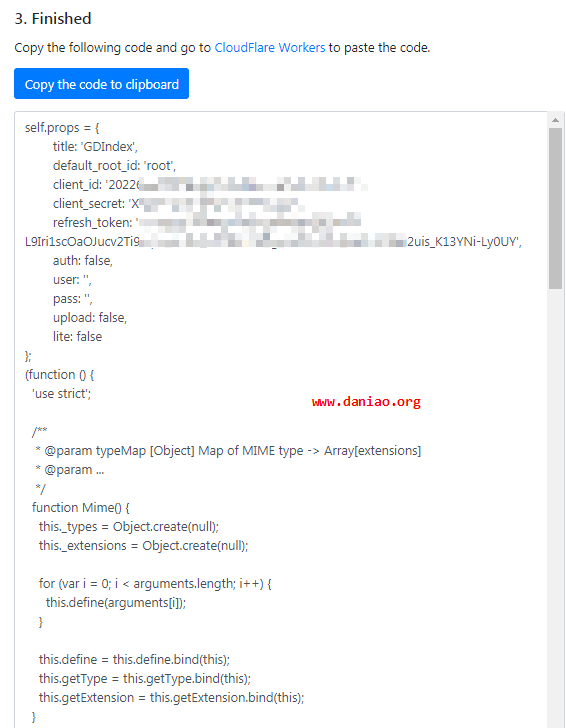 3. Finished
Copy the following code and go to CloudFlare Workers to paste the code.
Copy the code to clipboard
self.props = {
title: 'GDIndex',
default_root_id: 'root',
client_id: '2022
client_secret: 'X
refresh_token: '
L9Iri1scOaOJucv2Ti9 2uis_K13YNi-Ly0UY',
auth: false,
user: '',
pass: '',
upload: false,
lite: false
};
(function () {
'use strict';
www.daniao.org
/**
* @param typeMap [Object] Map of MIME type -> Array[extensions]
* @param ...
*/
function Mime() {
this._types = Object.create(null);
this._extensions = Object.create(null);
for (var i = 0; i < arguments.length; i++) {
this.define(arguments[i]);
}
this.define = this.define.bind(this);
this.getType = this.getType.bind(this);
this.getExtension = this.getExtension.bind(this);
}